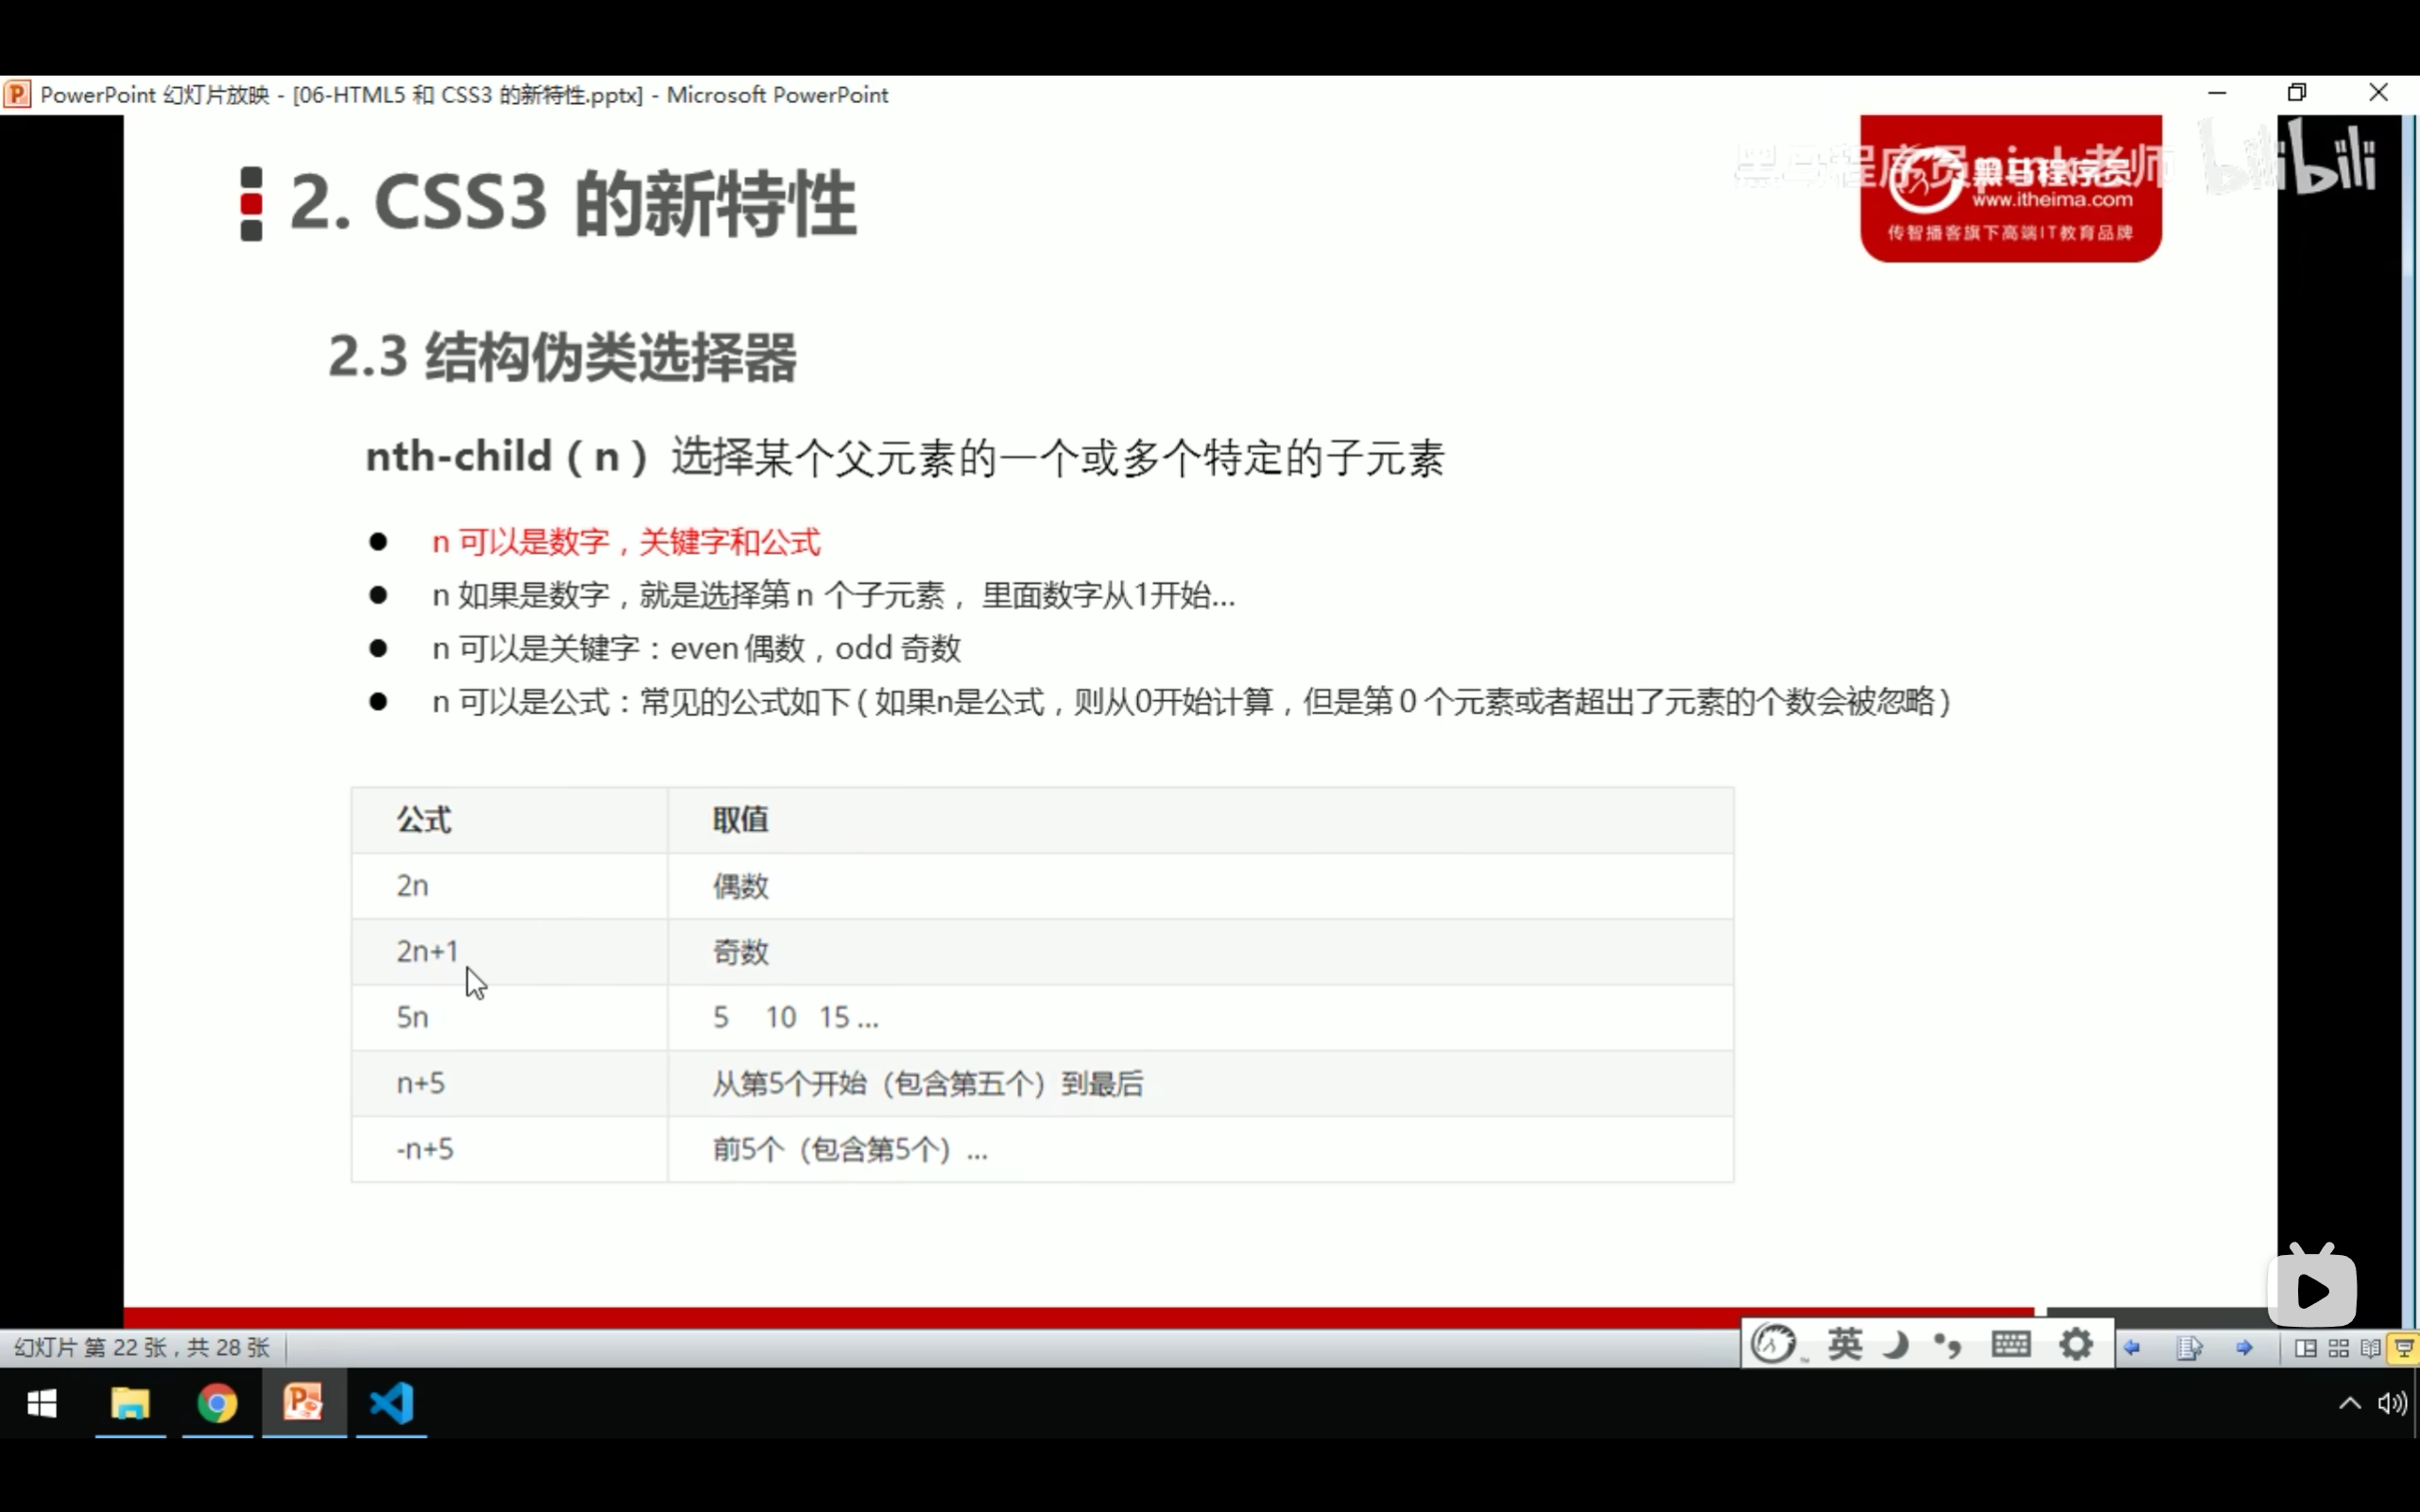 PowerPoint 幻灯片放映 - [06-HTML5 和 CSS3 的新特性.pptx] - Microsoft PowerPoint
黑马程序员pink老师
bilibili
黑马程序员
www.itheima.com
传智播客旗下高端IT教育品牌
2. CSS3 的新特性
2.3 结构伪类选择器
nth-child（n） 选择某个父元素的一个或多个特定的子元素
● n 可以是数字，关键字和公式
● n 如果是数字，就是选择第 n 个子元素， 里面数字从1开始...
● n 可以是关键字：even 偶数，odd 奇数
● n 可以是公式：常见的公式如下 ( 如果n是公式，则从0开始计算，但是第 0 个元素或者超出了元素的个数会被忽略 )
公式 取值
2n 偶数
2n+1 奇数
5n 5 10 15 ...
n+5 从第5个开始（包含第五个）到最后
-n+5 前5个（包含第5个）...
幻灯片 第 22 张，共 28 张
英